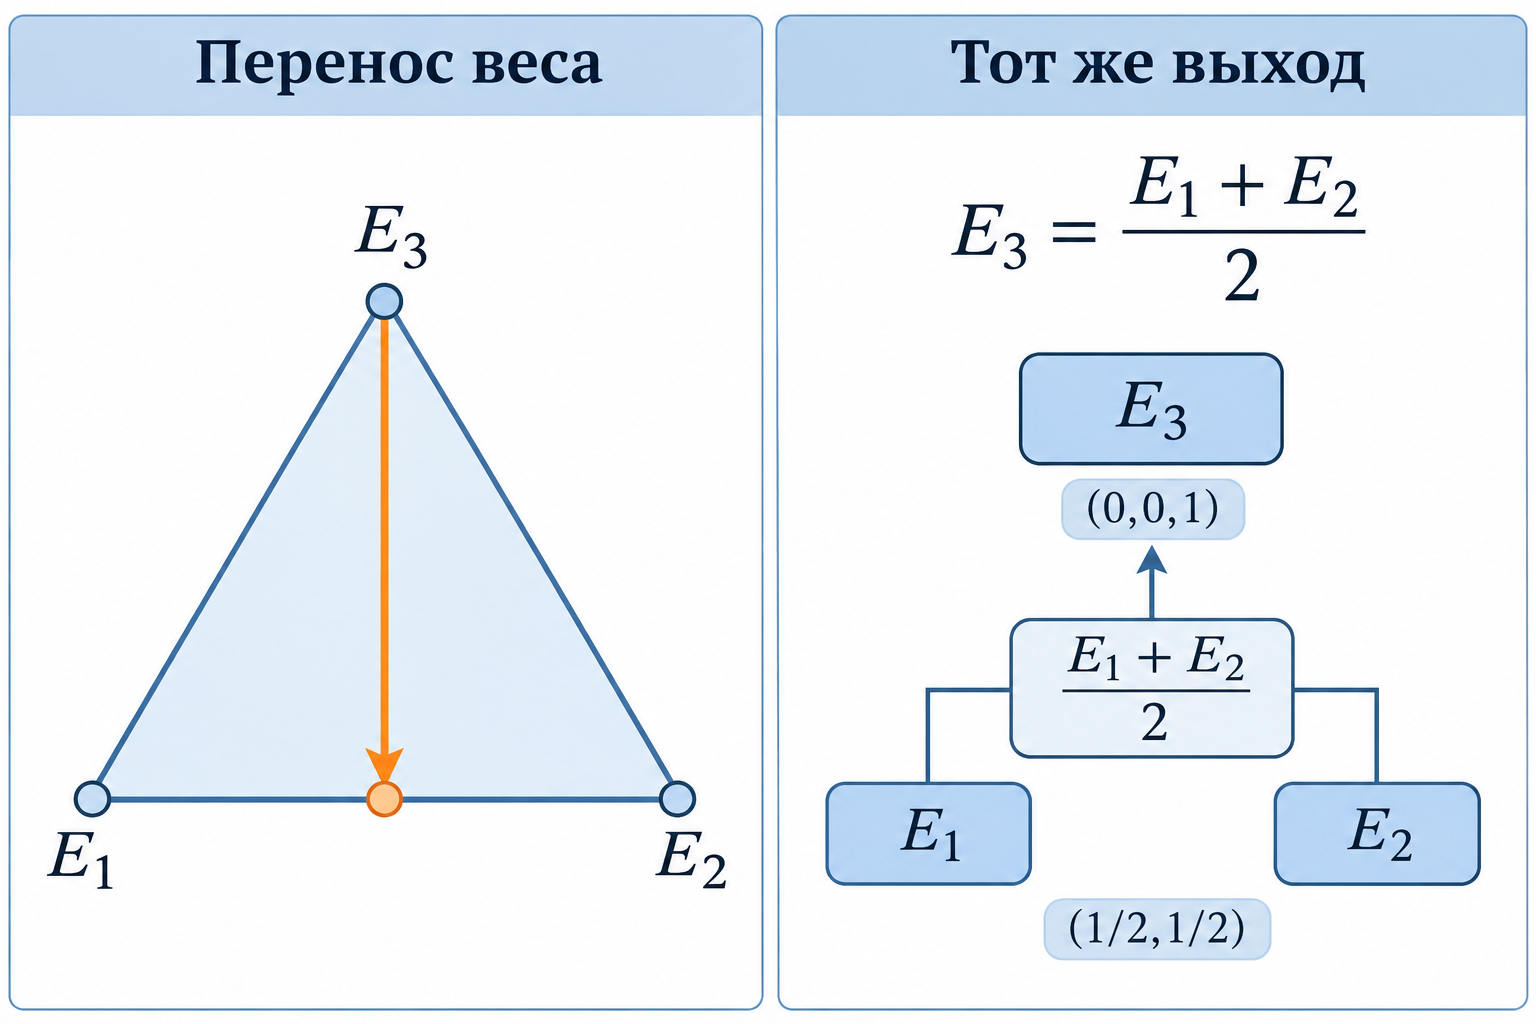 Перенос веса
E₃
E₁
E₂
Тот же выход
E₃ = (E₁ + E₂) / 2
E₃
(0,0,1)
E₁ + E₂
2
E₁
E₂
(1/2,1/2)